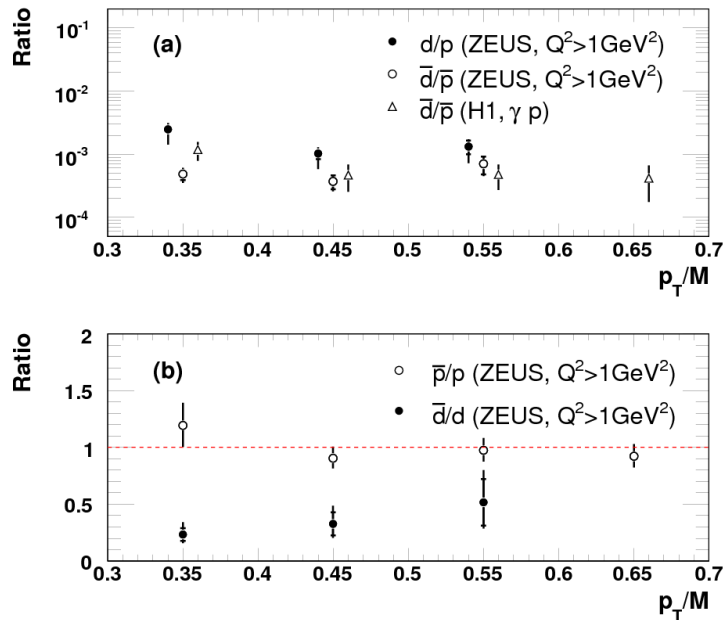 Ratio
10⁻¹
10⁻²
10⁻³
10⁻⁴
(a)
d/p (ZEUS, Q²>1GeV²)
d̅/p̅ (ZEUS, Q²>1GeV²)
d̅/p̅ (H1, γ p)
0.3 0.35 0.4 0.45 0.5 0.55 0.6 0.65 0.7
p_T/M
Ratio
2
1.5
1
0.5
0
(b)
p̅/p (ZEUS, Q²>1GeV²)
d̅/d (ZEUS, Q²>1GeV²)
0.3 0.35 0.4 0.45 0.5 0.55 0.6 0.65 0.7
p_T/M